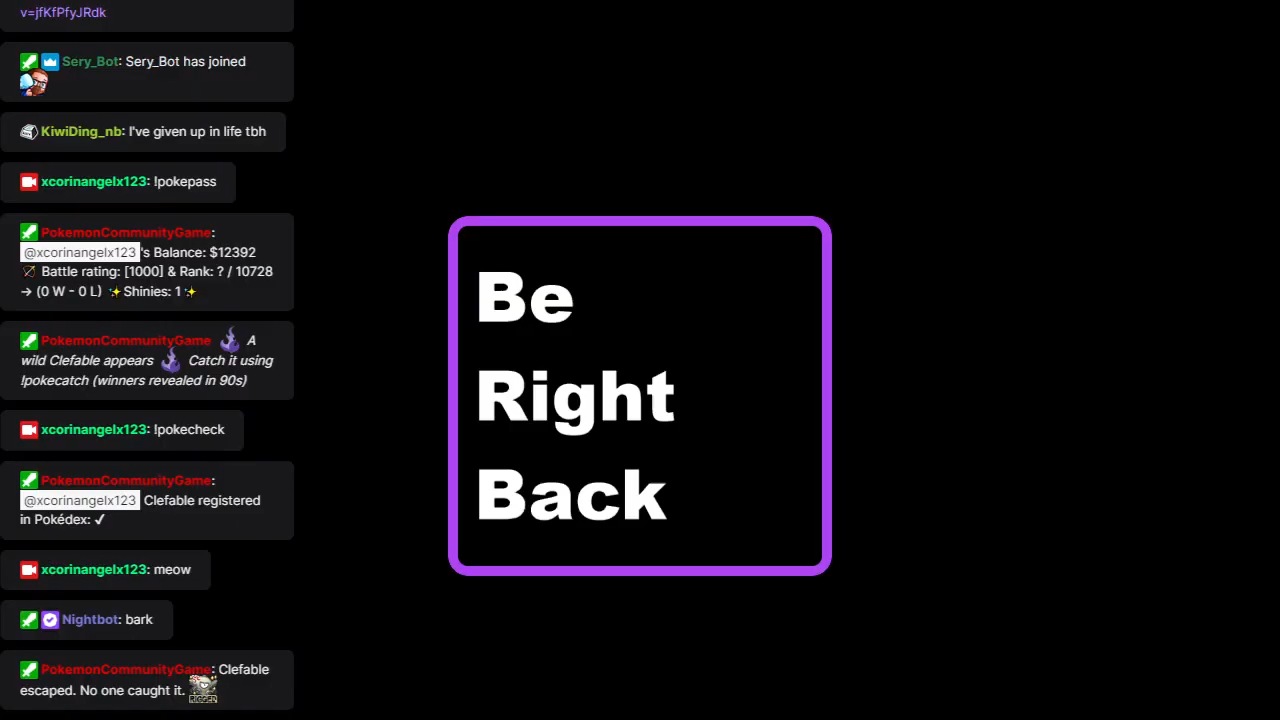 v=jfKfPfyJRdk
Sery_Bot: Sery_Bot has joined
KiwiDing_nb: I've given up in life tbh
xcorinangelx123: !pokepass
PokemonCommunityGame:
@xcorinangelx123's Balance: $12392
🏹 Battle rating: [1000] & Rank: ? / 10728
→ (0 W - 0 L) ✨Shinies: 1✨
PokemonCommunityGame A
wild Clefable appears Catch it using
!pokecatch (winners revealed in 90s)
xcorinangelx123: !pokecheck
PokemonCommunityGame:
@xcorinangelx123 Clefable registered
in Pokédex: ✔
xcorinangelx123: meow
Nightbot: bark
PokemonCommunityGame: Clefable
escaped. No one caught it.
RIGGED
Be
Right
Back